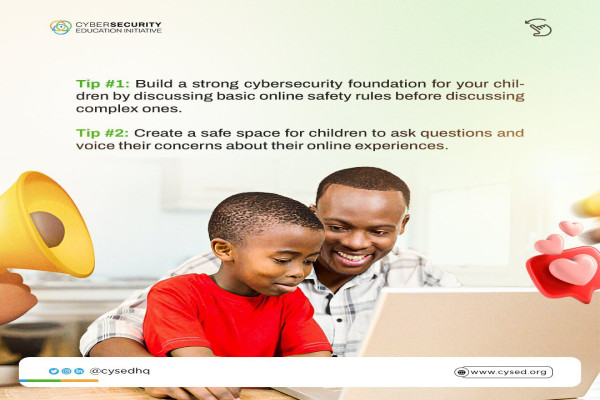 CYBERSECURITY
EDUCATION INITIATIVE
Tip #1: Build a strong cybersecurity foundation for your chil-
dren by discussing basic online safety rules before discussing
complex ones.
Tip #2: Create a safe space for children to ask questions and
voice their concerns about their online experiences.
@cysedhq
www.cysed.org